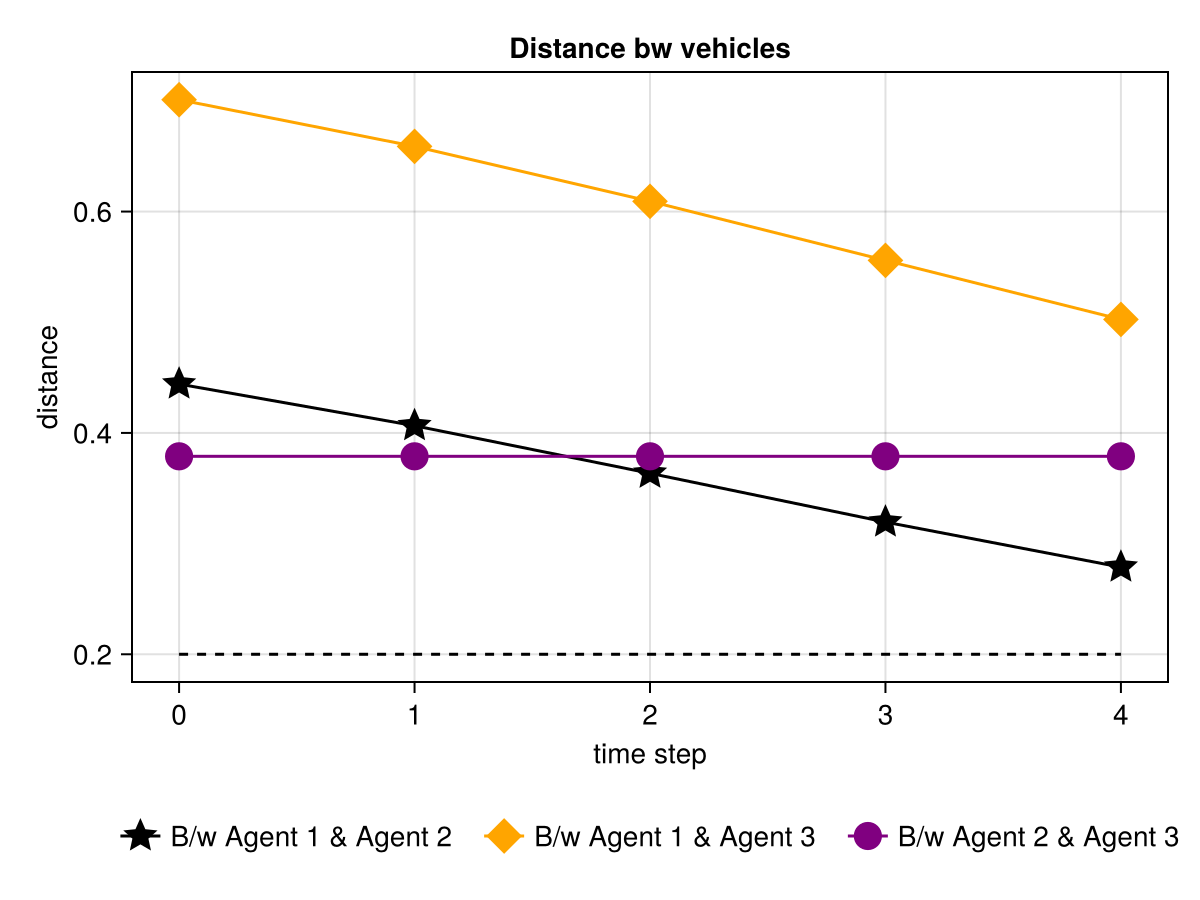 Distance bw vehicles
distance
0.6
0.4
0.2
0 1 2 3 4
time step
B/w Agent 1 & Agent 2 B/w Agent 1 & Agent 3 B/w Agent 2 & Agent 3